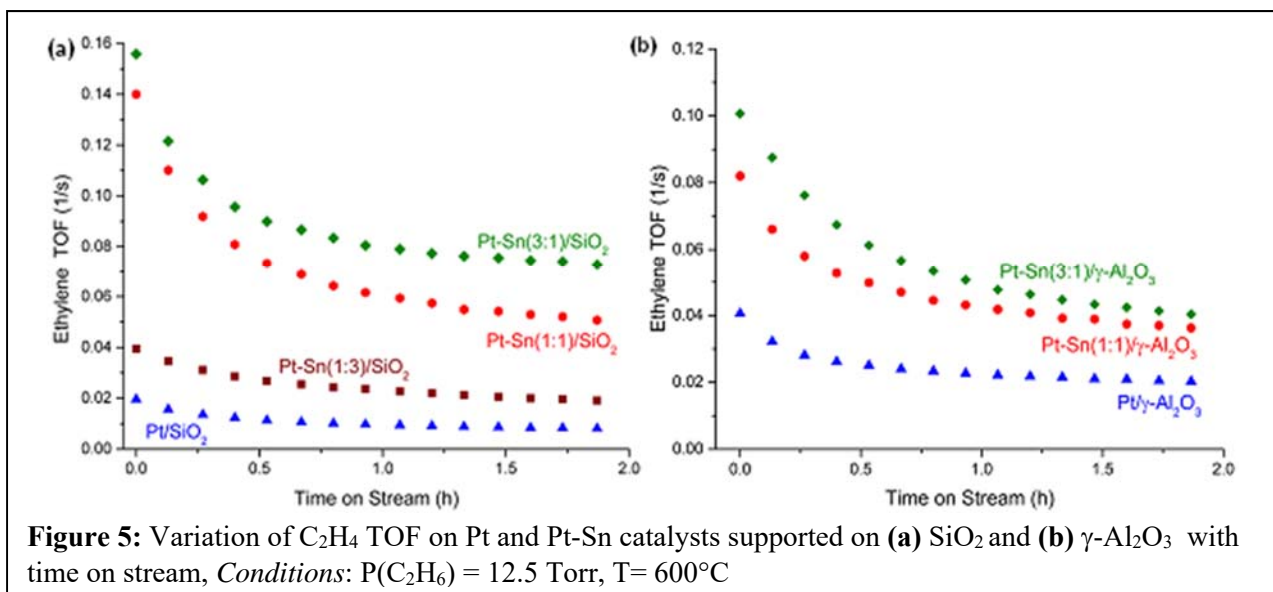 (a)
0.16
0.14
0.12
0.10
0.08
0.06
0.04
0.02
0.00
Ethylene TOF (1/s)
Pt-Sn(3:1)/SiO₂
Pt-Sn(1:1)/SiO₂
Pt-Sn(1:3)/SiO₂
Pt/SiO₂
0.0 0.5 1.0 1.5 2.0
Time on Stream (h)
(b)
0.12
0.10
0.08
0.06
0.04
0.02
0.00
Ethylene TOF (1/s)
Pt-Sn(3:1)/γ-Al₂O₃
Pt-Sn(1:1)/γ-Al₂O₃
Pt/γ-Al₂O₃
0.0 0.5 1.0 1.5 2.0
Time on Stream (h)
Figure 5: Variation of C₂H₄ TOF on Pt and Pt-Sn catalysts supported on (a) SiO₂ and (b) γ-Al₂O₃ with
time on stream, Conditions: P(C₂H₆) = 12.5 Torr, T= 600°C